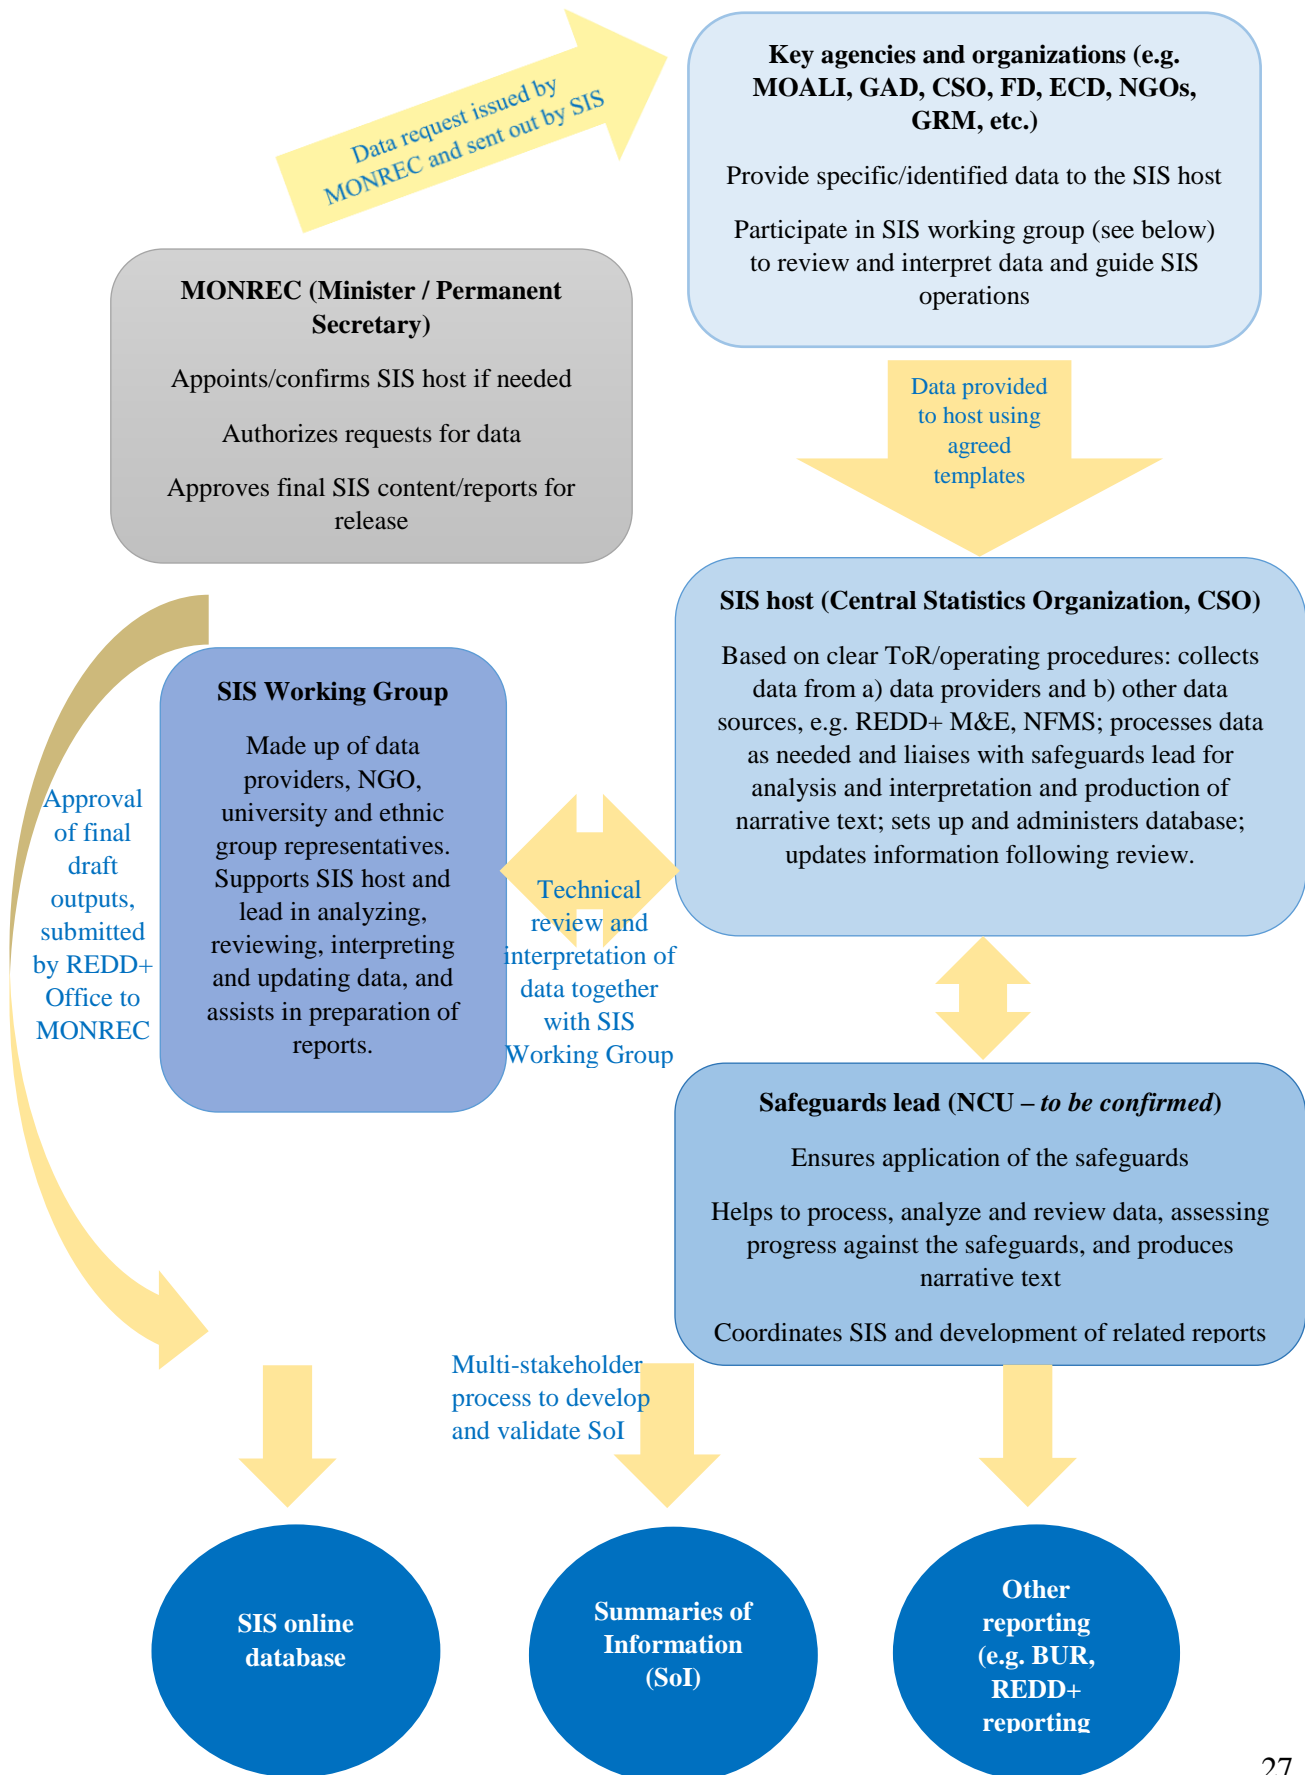 Data request issued by
MONREC and sent out by SIS
Key agencies and organizations (e.g.
MOALI, GAD, CSO, FD, ECD, NGOs,
GRM, etc.)
Provide specific/identified data to the SIS host
Participate in SIS working group (see below)
to review and interpret data and guide SIS
operations
MONREC (Minister / Permanent
Secretary)
Appoints/confirms SIS host if needed
Authorizes requests for data
Approves final SIS content/reports for
release
Data provided
to host using
agreed
templates
SIS host (Central Statistics Organization, CSO)
Based on clear ToR/operating procedures: collects
data from a) data providers and b) other data
sources, e.g. REDD+ M&E, NFMS; processes data
as needed and liaises with safeguards lead for
analysis and interpretation and production of
narrative text; sets up and administers database;
updates information following review.
SIS Working Group
Made up of data
providers, NGO,
university and ethnic
group representatives.
Supports SIS host and
lead in analyzing,
reviewing, interpreting
and updating data, and
assists in preparation of
reports.
Approval
of final
draft
outputs,
submitted
by REDD+
Office to
MONREC
Technical
review and
interpretation of
data together
with SIS
Working Group
Safeguards lead (NCU – to be confirmed)
Ensures application of the safeguards
Helps to process, analyze and review data, assessing
progress against the safeguards, and produces
narrative text
Coordinates SIS and development of related reports
Multi-stakeholder
process to develop
and validate SoI
SIS online
database
Summaries of
Information
(SoI)
Other
reporting
(e.g. BUR,
REDD+
reporting
27